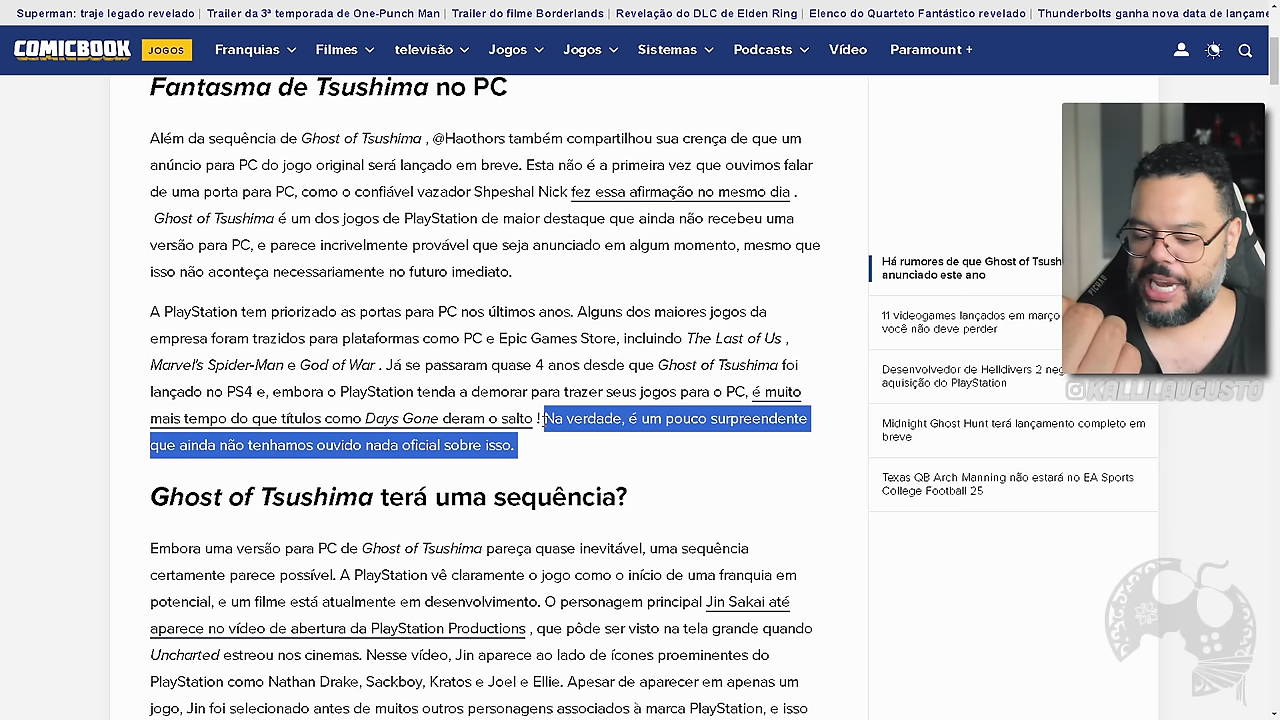 Superman: traje legado revelado | Trailer da 3ª temporada de One-Punch Man | Trailer do filme Borderlands | Revelação do DLC de Elden Ring | Elenco do Quarteto Fantástico revelado | Thunderbolts ganha nova data de lançame
COMICBOOK JOGOS Franquias Filmes televisão Jogos Jogos Sistemas Podcasts Vídeo Paramount +
Fantasma de Tsushima no PC
Além da sequência de Ghost of Tsushima , @Haothors também compartilhou sua crença de que um
anúncio para PC do jogo original será lançado em breve. Esta não é a primeira vez que ouvimos falar
de uma porta para PC, como o confiável vazador Shpeshal Nick fez essa afirmação no mesmo dia .
Ghost of Tsushima é um dos jogos de PlayStation de maior destaque que ainda não recebeu uma
versão para PC, e parece incrivelmente provável que seja anunciado em algum momento, mesmo que
isso não aconteça necessariamente no futuro imediato.
A PlayStation tem priorizado as portas para PC nos últimos anos. Alguns dos maiores jogos da
empresa foram trazidos para plataformas como PC e Epic Games Store, incluindo The Last of Us ,
Marvel's Spider-Man e God of War . Já se passaram quase 4 anos desde que Ghost of Tsushima foi
lançado no PS4 e, embora o PlayStation tenda a demorar para trazer seus jogos para o PC, é muito
mais tempo do que títulos como Days Gone deram o salto ! Na verdade, é um pouco surpreendente
que ainda não tenhamos ouvido nada oficial sobre isso.
Ghost of Tsushima terá uma sequência?
Embora uma versão para PC de Ghost of Tsushima pareça quase inevitável, uma sequência
certamente parece possível. A PlayStation vê claramente o jogo como o início de uma franquia em
potencial, e um filme está atualmente em desenvolvimento. O personagem principal Jin Sakai até
aparece no vídeo de abertura da PlayStation Productions , que pôde ser visto na tela grande quando
Uncharted estreou nos cinemas. Nesse vídeo, Jin aparece ao lado de ícones proeminentes do
PlayStation como Nathan Drake, Sackboy, Kratos e Joel e Ellie. Apesar de aparecer em apenas um
jogo, Jin foi selecionado antes de muitos outros personagens associados à marca PlayStation, e isso
Há rumores de que Ghost of Tsush
anunciado este ano
11 videogames lançados em março
você não deve perder
Desenvolvedor de Helldivers 2 neg
aquisição do PlayStation
Midnight Ghost Hunt terá lançamento completo em
breve
Texas QB Arch Manning não estará no EA Sports
College Football 25
PICHAU
@KALLILAUGUSTO